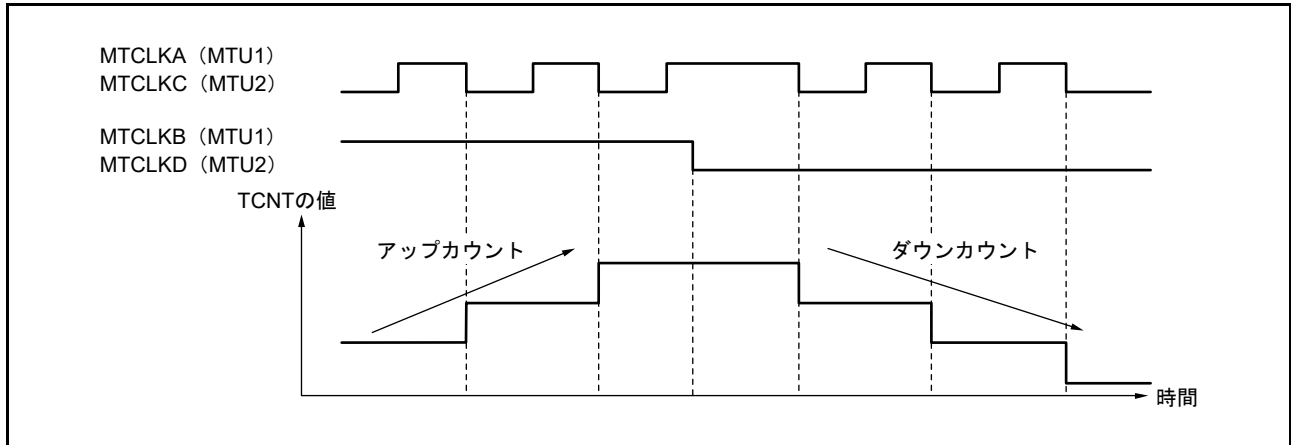 MTCLKA（MTU1）
MTCLKC（MTU2）
MTCLKB（MTU1）
MTCLKD（MTU2）
TCNTの値
アップカウント
ダウンカウント
時間